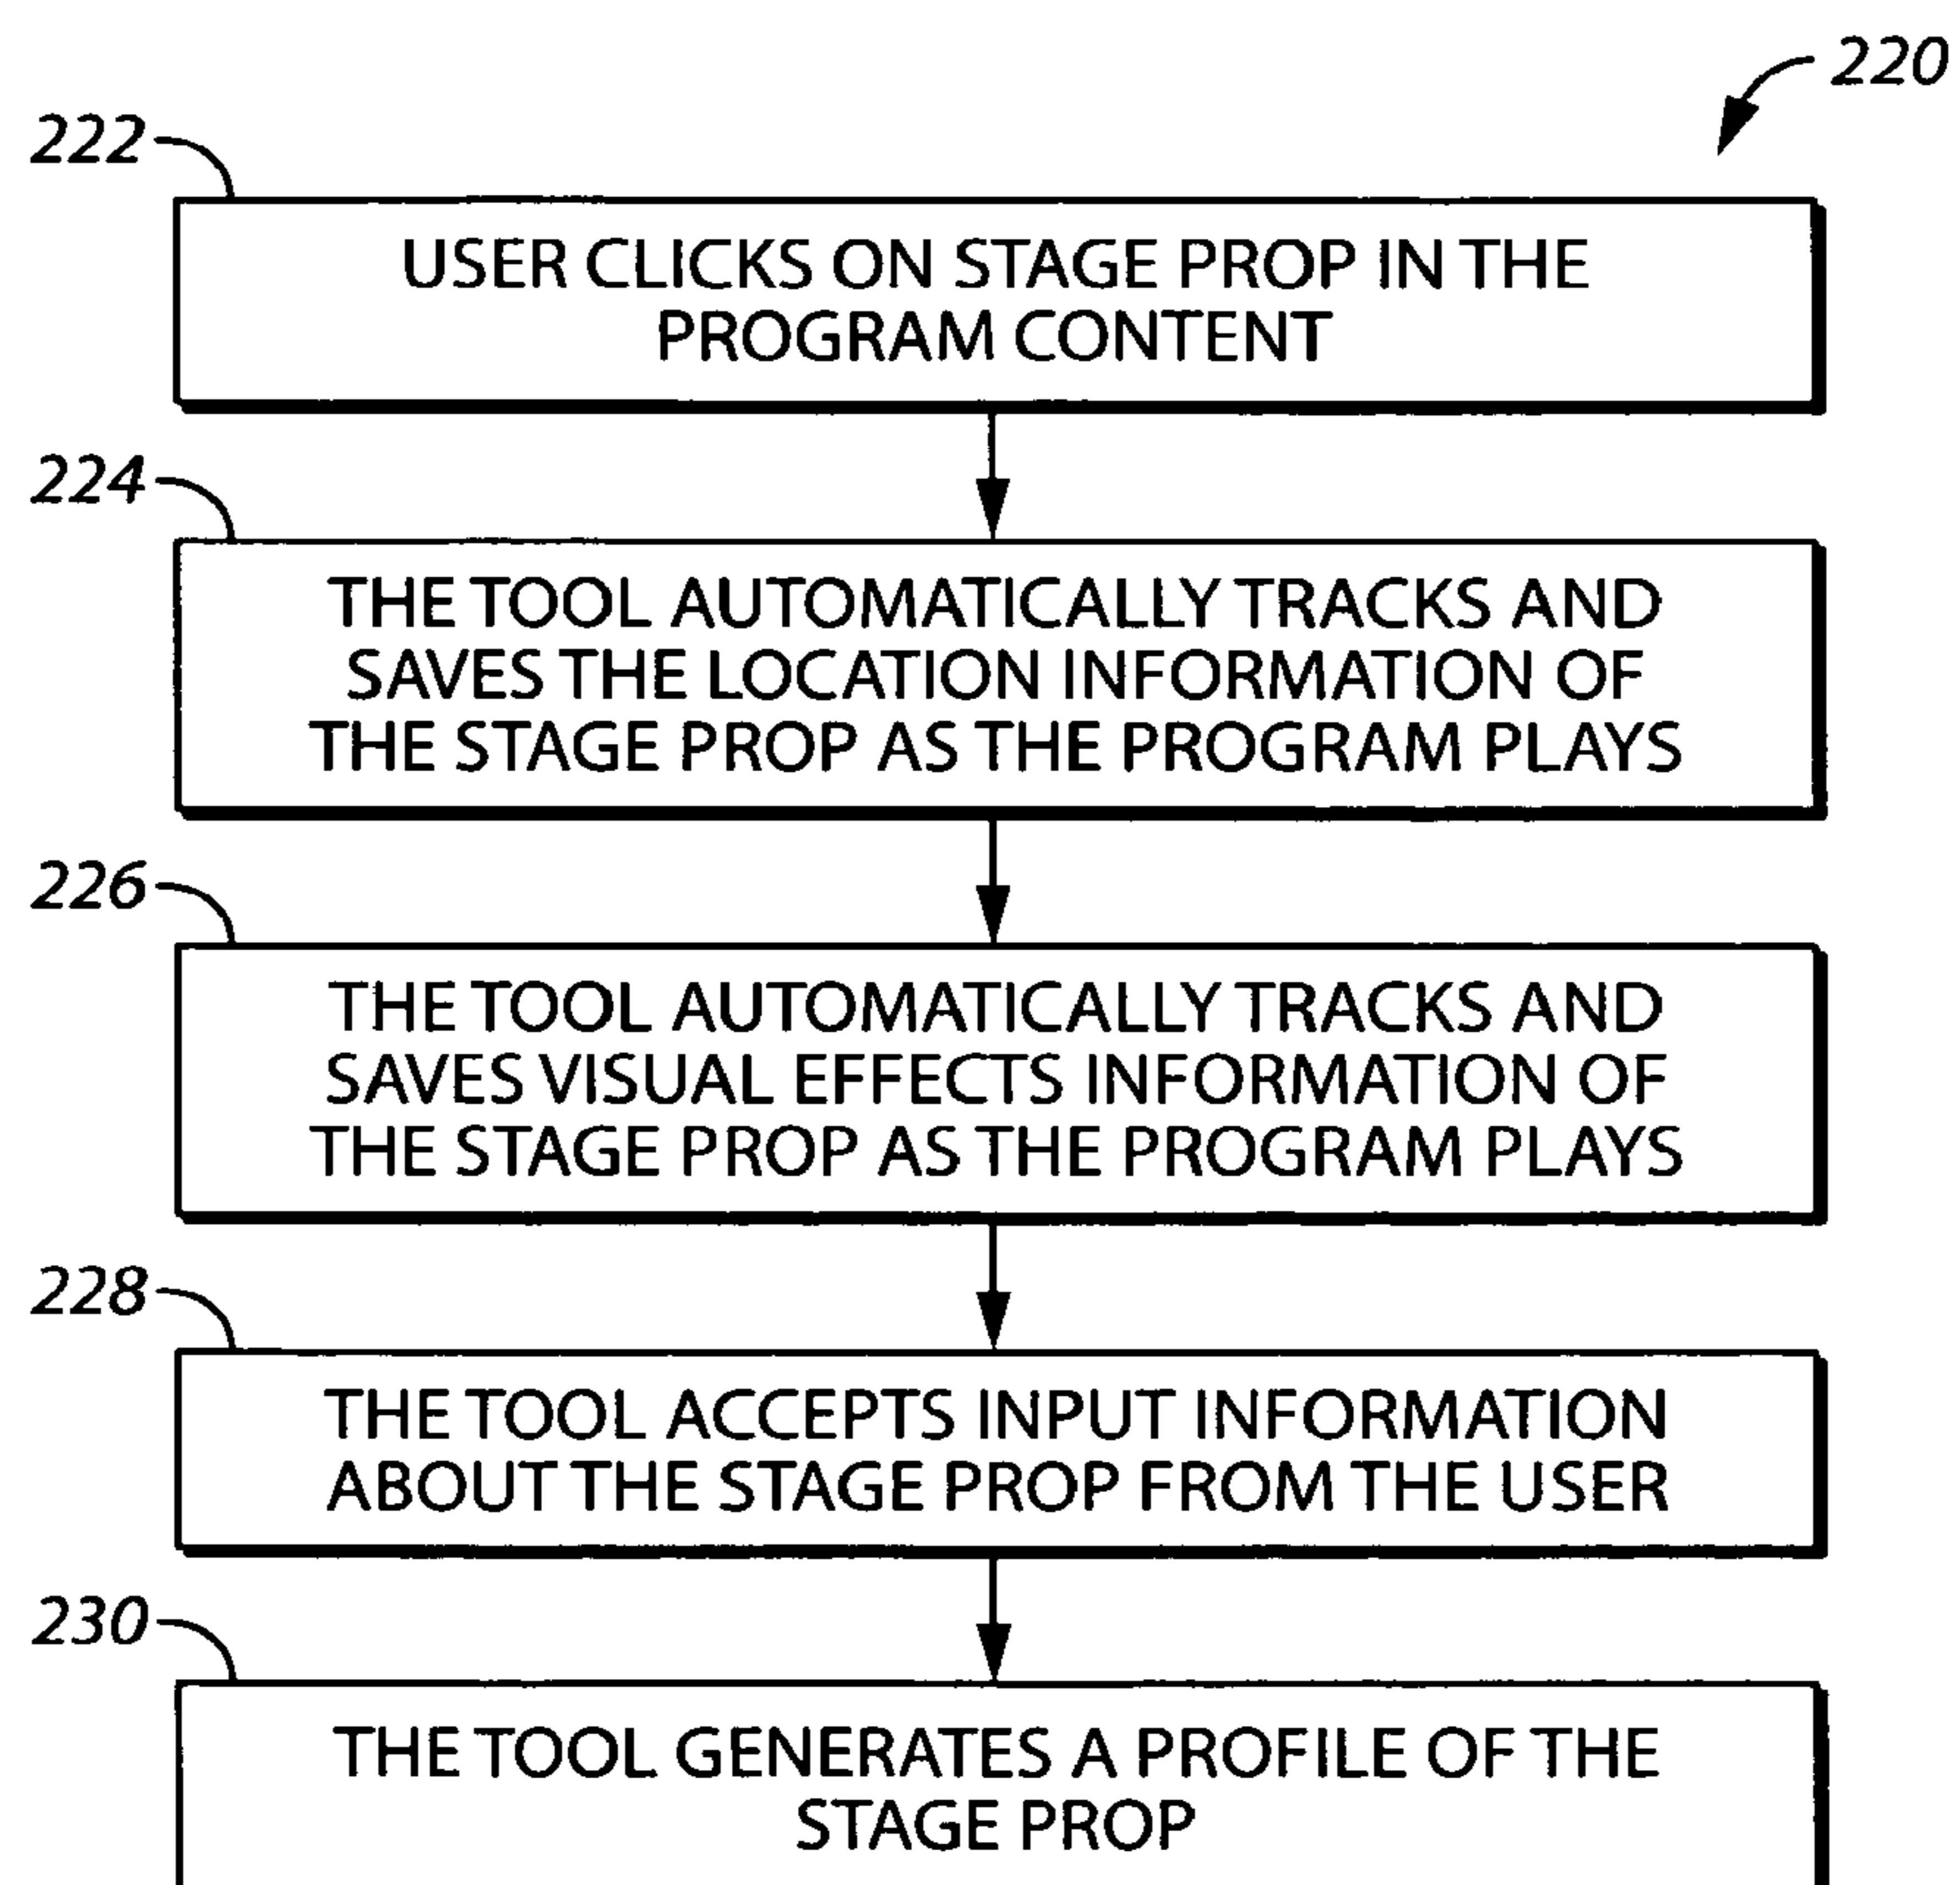 220
222
USER CLICKS ON STAGE PROP IN THE
PROGRAM CONTENT
224
THE TOOL AUTOMATICALLY TRACKS AND
SAVES THE LOCATION INFORMATION OF
THE STAGE PROP AS THE PROGRAM PLAYS
226
THE TOOL AUTOMATICALLY TRACKS AND
SAVES VISUAL EFFECTS INFORMATION OF
THE STAGE PROP AS THE PROGRAM PLAYS
228
THE TOOL ACCEPTS INPUT INFORMATION
ABOUT THE STAGE PROP FROM THE USER
230
THE TOOL GENERATES A PROFILE OF THE
STAGE PROP